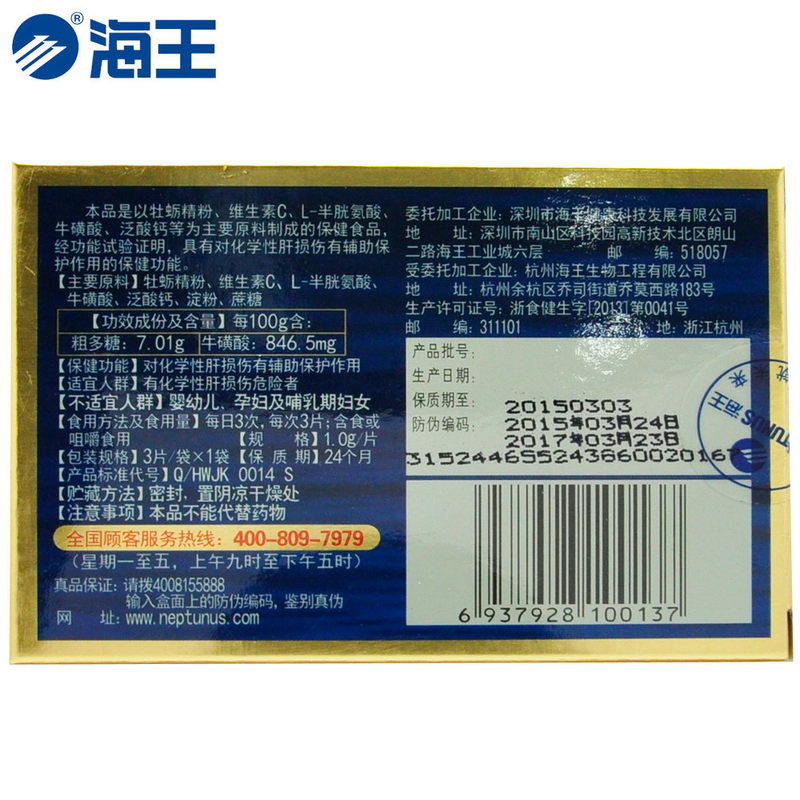 ® 海王
本品是以牡蛎精粉、维生素C、L-半胱氨酸、
牛磺酸、泛酸钙等为主要原料制成的保健食品，
经功能试验证明，具有对化学性肝损伤有辅助保
护作用的保健功能。
【主要原料】牡蛎精粉、维生素C、L-半胱氨酸、
牛磺酸、泛酸钙、淀粉、蔗糖
【功效成份及含量】每100g含：
粗多糖：7.01g 牛磺酸：846.5mg
【保健功能】对化学性肝损伤有辅助保护作用
【适宜人群】有化学性肝损伤危险者
【不适宜人群】婴幼儿、孕妇及哺乳期妇女
【食用方法及食用量】每日3次，每次3片；含食或
咀嚼食用 【规 格】1.0g/片
【包装规格】3片/袋×1袋【保 质 期】24个月
【产品标准代号】Q/HWJK 0014 S
【贮藏方法】密封，置阴凉干燥处
【注意事项】本品不能代替药物
全国顾客服务热线：400-809-7979
（星期一至五，上午九时至下午五时）
真品保证：请拨4008155888
输入盒面上的防伪编码，鉴别真伪
网 址：www.neptunus.com
委托加工企业：深圳市海王健康科技发展有限公司
地 址：深圳市南山区科技园高新技术北区朗山
二路海王工业城六层 邮 编：518057
受委托加工企业：杭州海王生物工程有限公司
地 址：杭州余杭区乔司街道乔莫西路183号
生产许可证号：浙食健生字[2013]第0041号
邮 编：311101 地：浙江杭州
产品批号：
生产日期：
保质期至：20150303
防伪编码：2015年03月24日
2017年03月23日
315244655243860020167
海王
6 937928 100137